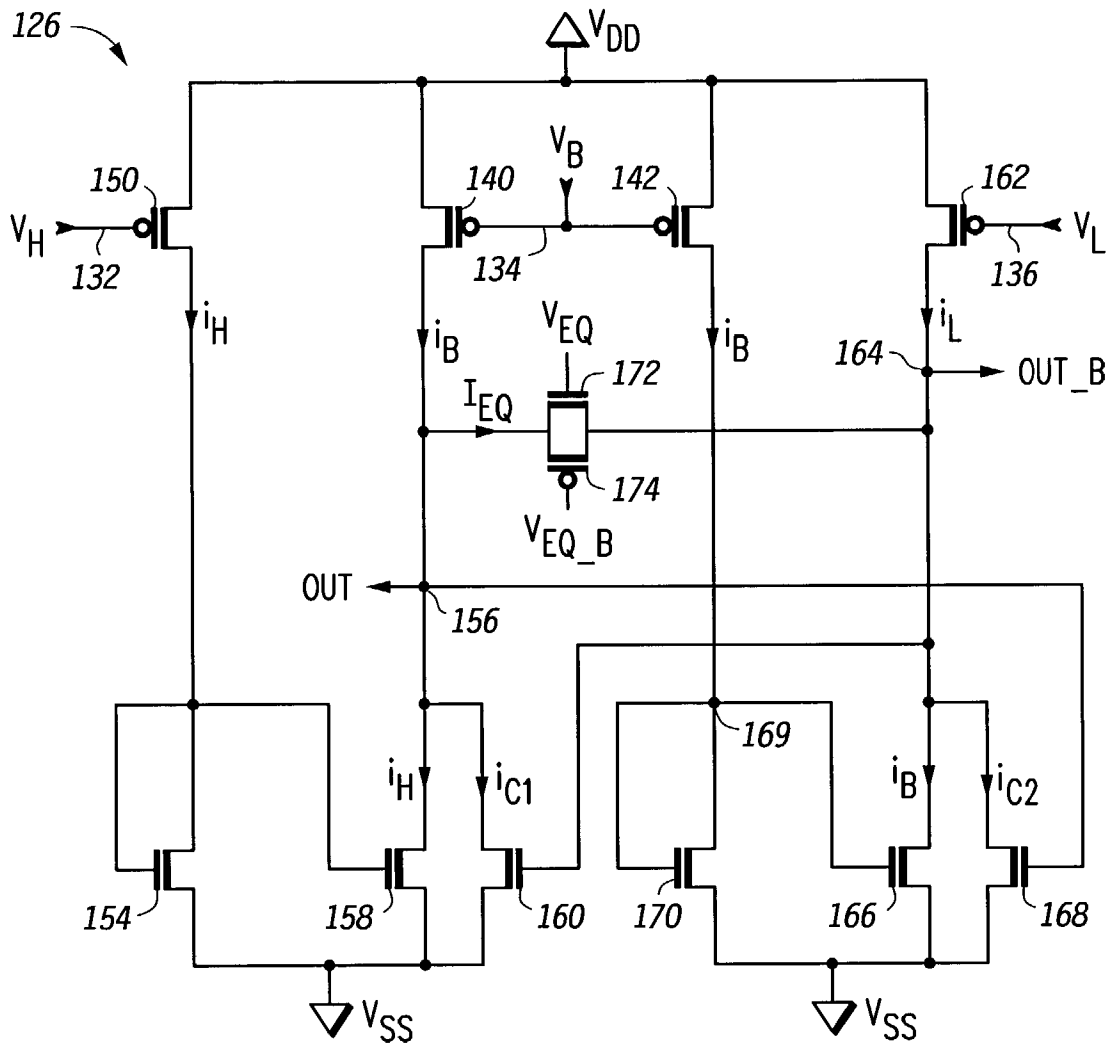 126
V_DD
V_B
150
140
142
162
V_H
V_L
132
134
136
i_H
i_B
V_EQ
i_B
i_L
164
OUT_B
172
I_EQ
174
V_EQ_B
OUT
156
169
i_H
i_C1
i_B
i_C2
154
158
160
170
166
168
V_SS
V_SS